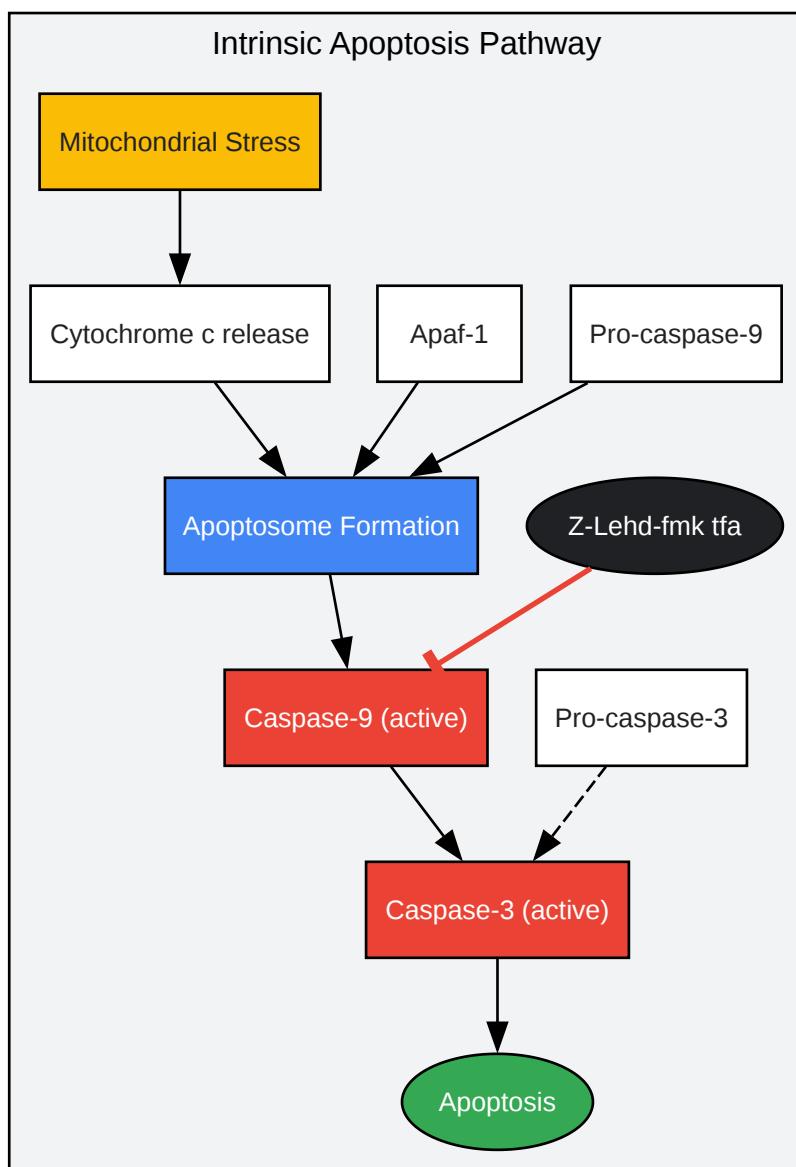 Intrinsic Apoptosis Pathway
Mitochondrial Stress
Cytochrome c release
Apaf-1
Pro-caspase-9
Apoptosome Formation
Z-Lehd-fmk tfa
Caspase-9 (active)
Pro-caspase-3
Caspase-3 (active)
Apoptosis